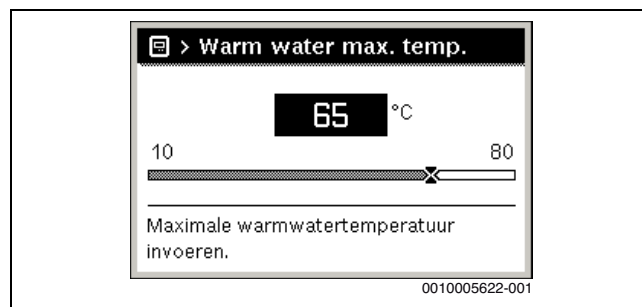 > Warm water max. temp.
65 °C
10 80
Maximale warmwatertemperatuur
invoeren.
0010005622-001